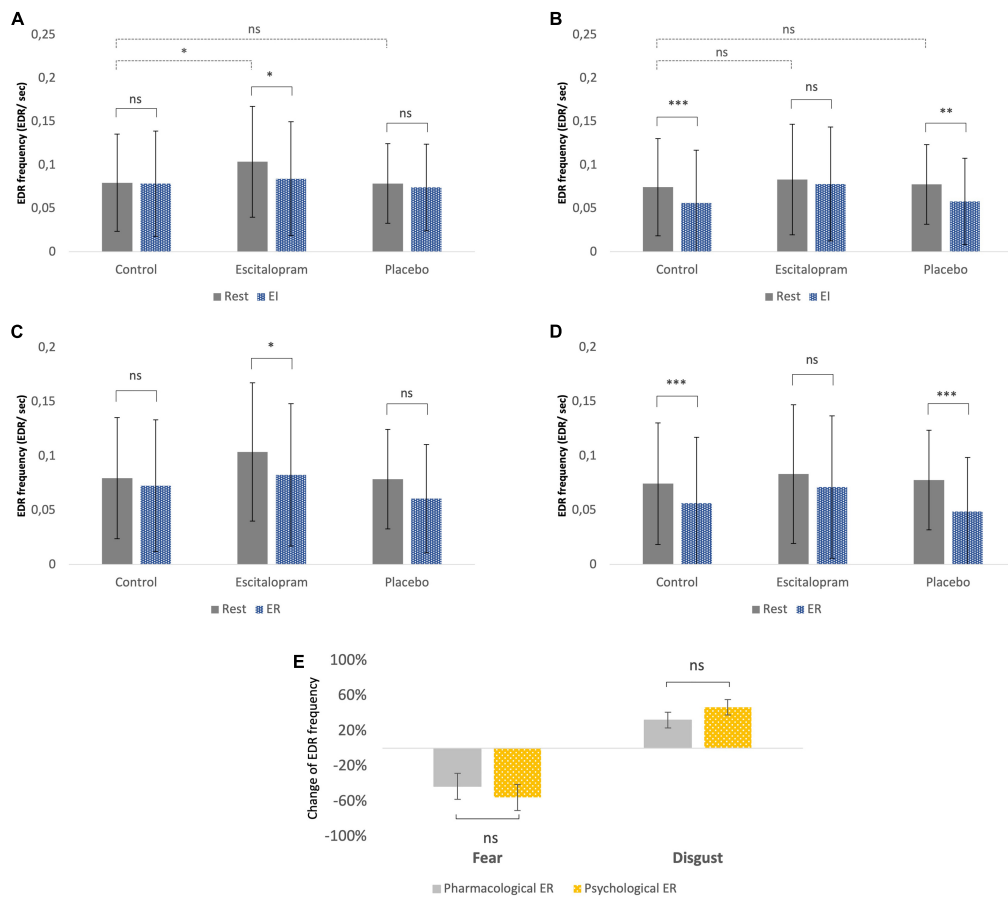 A
EDR frequency (EDR/ sec)
0,25
0,2
0,15
0,1
0,05
0
ns
*
ns
*
ns
Control Escitalopram Placebo
Rest EI
B
EDR frequency (EDR/ sec)
0,25
0,2
0,15
0,1
0,05
0
ns
ns
***
ns
**
Control Escitalopram Placebo
Rest EI
C
EDR frequency (EDR/ sec)
0,2
0,15
0,1
0,05
0
ns
*
ns
Control Escitalopram Placebo
Rest ER
D
EDR frequency (EDR/ sec)
0,2
0,15
0,1
0,05
0
***
ns
***
Control Escitalopram Placebo
Rest ER
E
Change of EDR frequency
100%
60%
20%
-20%
-60%
-100%
ns
ns
Fear Disgust
Pharmacological ER Psychological ER